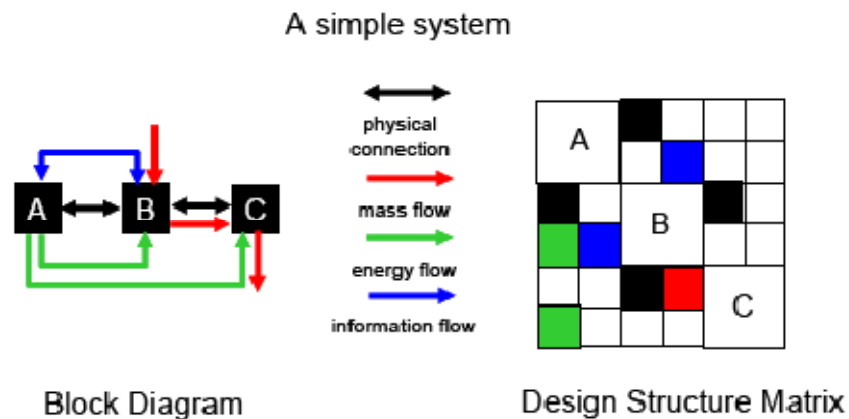 A simple system
A
B
C
physical
connection
mass flow
energy flow
information flow
A
B
C
Block Diagram
Design Structure Matrix